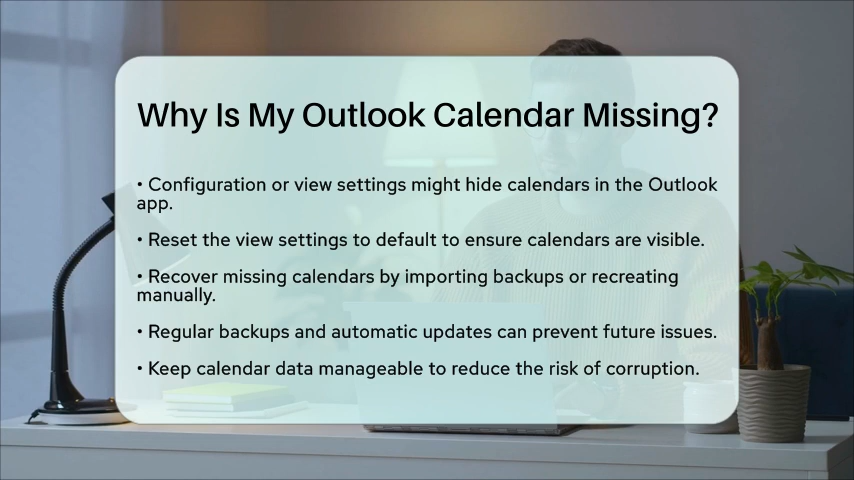 Why Is My Outlook Calendar Missing?
• Configuration or view settings might hide calendars in the Outlook
app.
• Reset the view settings to default to ensure calendars are visible.
• Recover missing calendars by importing backups or recreating
manually.
• Regular backups and automatic updates can prevent future issues.
• Keep calendar data manageable to reduce the risk of corruption.